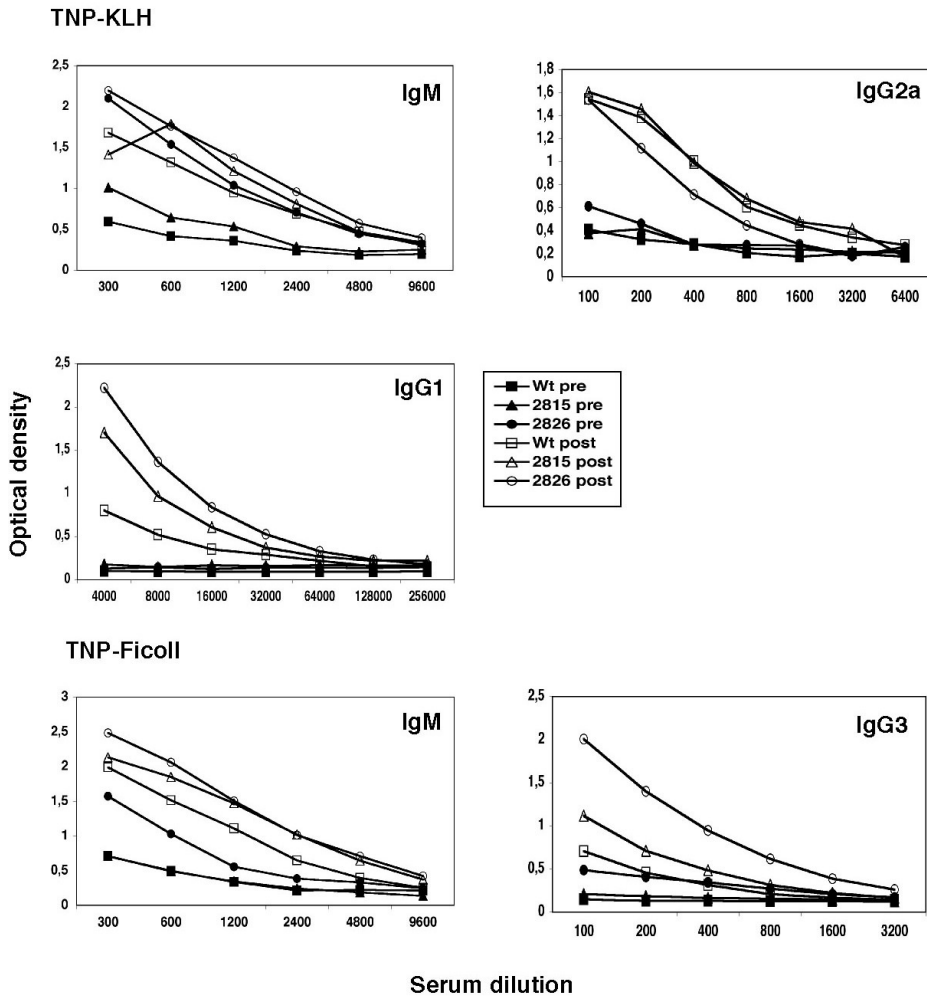 TNP-KLH
IgM
2,5
2
1,5
1
0,5
0
300 600 1200 2400 4800 9600
IgG2a
1,8
1,6
1,4
1,2
1
0,8
0,6
0,4
0,2
0
100 200 400 800 1600 3200 6400
Optical density
IgG1
2,5
2
1,5
1
0,5
0
4000 8000 16000 32000 64000 128000 256000
Wt pre
2815 pre
2826 pre
Wt post
2815 post
2826 post
TNP-Ficoll
IgM
3
2,5
2
1,5
1
0,5
0
300 600 1200 2400 4800 9600
IgG3
2,5
2
1,5
1
0,5
0
100 200 400 800 1600 3200
Serum dilution